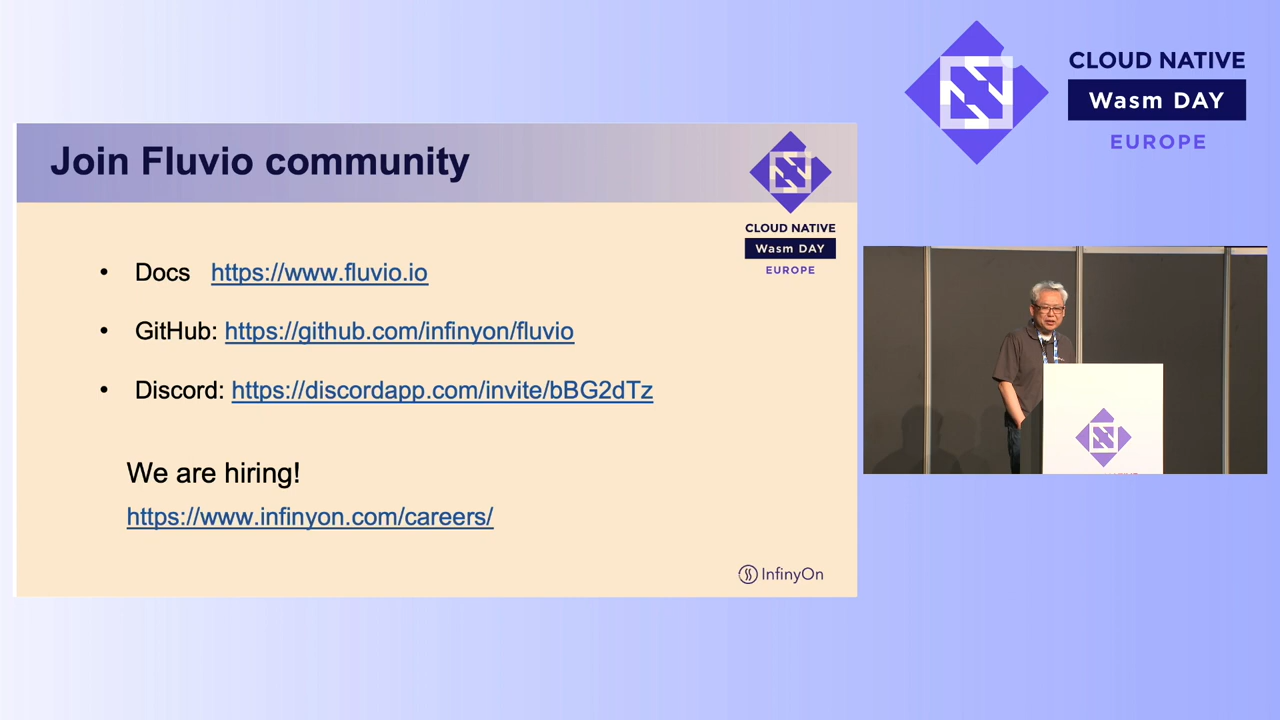 CLOUD NATIVE
Wasm DAY
EUROPE
Join Fluvio community
CLOUD NATIVE
Wasm DAY
EUROPE
• Docs https://www.fluvio.io
• GitHub: https://github.com/infinyon/fluvio
• Discord: https://discordapp.com/invite/bBG2dTz
We are hiring!
https://www.infinyon.com/careers/
InfinyOn